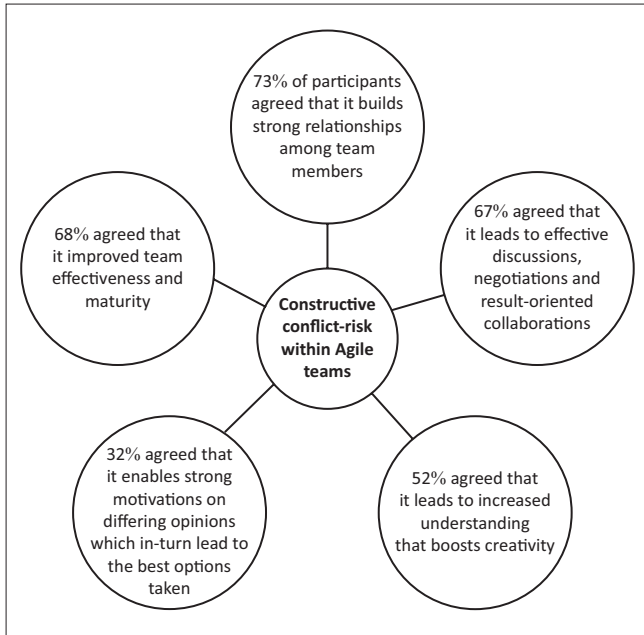 73% of participants
agreed that it builds
strong relationships
among team
members
68% agreed that
it improved team
effectiveness and
maturity
67% agreed that
it leads to effective
discussions,
negotiations and
result-oriented
collaborations
Constructive
conflict-risk
within Agile
teams
32% agreed that
it enables strong
motivations on
differing opinions
which in-turn lead to
the best options
taken
52% agreed that
it leads to increased
understanding
that boosts creativity